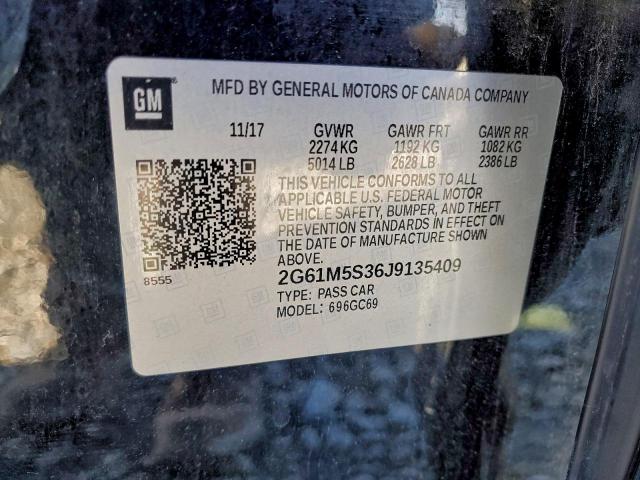 GM
MFD BY GENERAL MOTORS OF CANADA COMPANY
11/17 GVWR GAWR FRT GAWR RR
2274 KG 1192 KG 1082 KG
5014 LB 2628 LB 2386 LB
THIS VEHICLE CONFORMS TO ALL
APPLICABLE U.S. FEDERAL MOTOR
VEHICLE SAFETY, BUMPER, AND THEFT
PREVENTION STANDARDS IN EFFECT ON
THE DATE OF MANUFACTURE SHOWN
ABOVE.
8555
2G61M5S36J9135409
TYPE: PASS CAR
MODEL: 696GC69